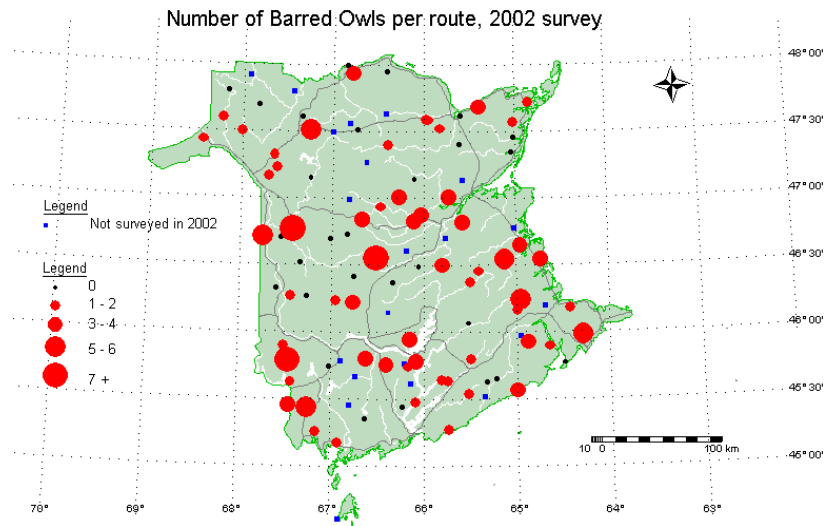 Number of Barred Owls per route, 2002 survey
48° 00'
47° 30'
47° 00'
46° 30'
46° 00'
45° 30'
45° 00'
Legend
Not surveyed in 2002
Legend
0
1 - 2
3- 4
5 - 6
7 +
10 0 100 km
70° 69° 68° 67° 66° 65° 64° 63°